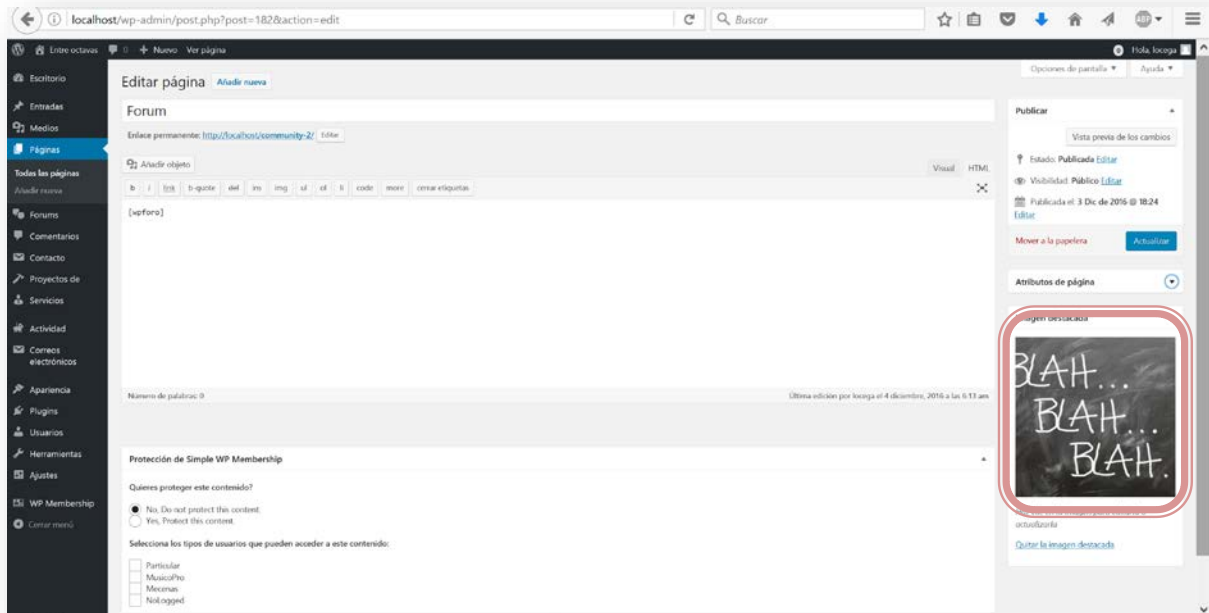 localhost/wp-admin/post.php?post=182&action=edit
Buscar
ABP
Entre octavas
0
Nuevo
Ver página
0
Hola, locega
Escritorio
Entradas
Medios
Páginas
Todas las páginas
Añadir nueva
Forums
Comentarios
Contacto
Proyectos de
Servicios
Actividad
Correos
electrónicos
Apariencia
Plugins
Usuarios
Herramientas
Ajustes
WP Membership
Cerrar menú
Opciones de pantalla
Ayuda
Editar página
Añadir nueva
Forum
Enlace permanente: http://localhost/community-2/ Editar
Añadir objeto
Visual
HTML
b i link b-quote del ins img ul ol li code more cerrar etiquetas
[wpforo]
Número de palabras: 0
Última edición por locega el 4 diciembre, 2016 a las 6:13 am
Protección de Simple WP Membership
Quieres proteger este contenido?
No, Do not protect this content.
Yes, Protect this content.
Selecciona los tipos de usuarios que pueden acceder a este contenido:
Particular
MusicoPro
Mecenas
NoLogged
Publicar
Vista previa de los cambios
Estado: Publicada Editar
Visibilidad: Público Editar
Publicada el: 3 Dic de 2016 @ 18:24
Editar
Mover a la papelera
Actualizar
Atributos de página
Imagen destacada
BLAH...
BLAH...
BLAH.
actualizarla
Quitar la imagen destacada